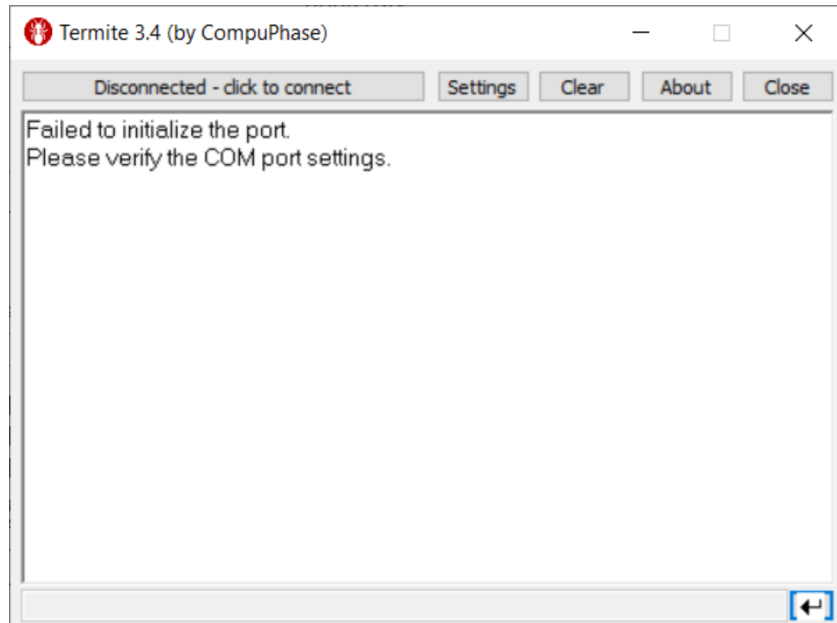 Termite 3.4 (by CompuPhase)
Disconnected - click to connect Settings Clear About Close
Failed to initialize the port.
Please verify the COM port settings.